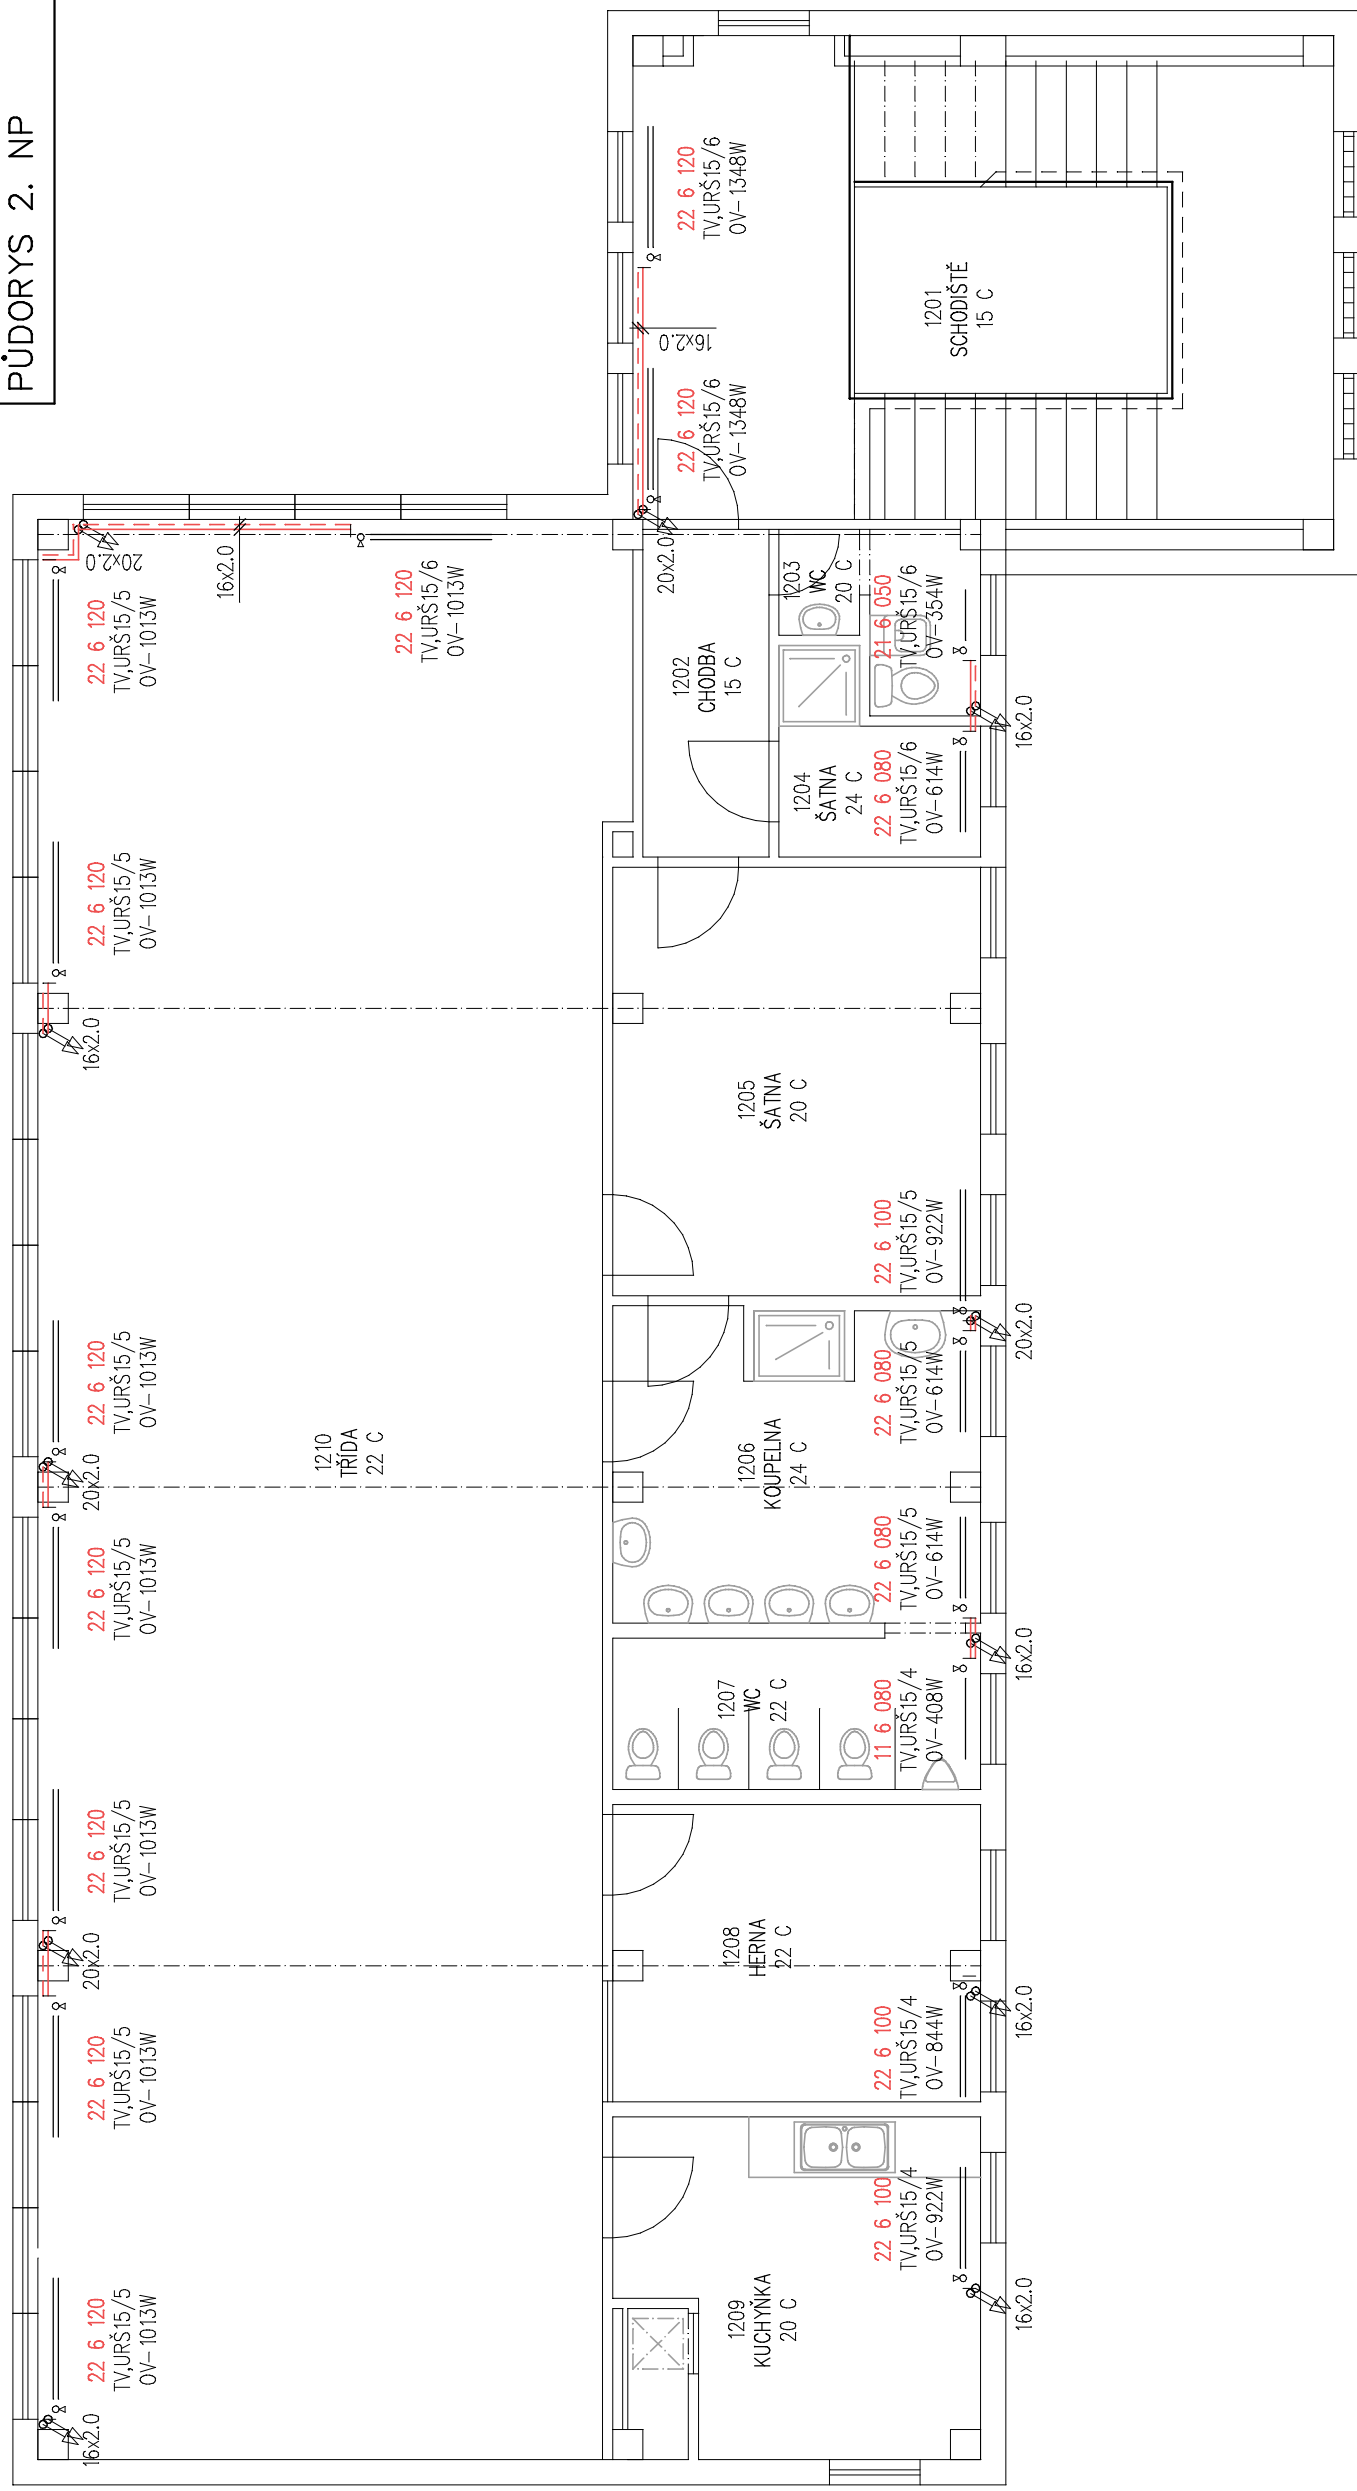 PŮDORYS 2. NP
22 6 120
TV,URŠ15/5
OV-1013W
16x2.0
22 6 120
TV,URŠ15/5
OV-1013W
20x2.0
22 6 120
TV,URŠ15/5
OV-1013W
22 6 120
TV,URŠ15/5
OV-1013W
20x2.0
22 6 120
TV,URŠ15/5
OV-1013W
16x2.0
22 6 120
TV,URŠ15/5
OV-1013W
22 6 120
TV,URŠ15/5
OV-1013W
20x2.0
16x2.0
22 6 120
TV,URŠ15/6
OV-1013W
1210
TŘÍDA
22 C
20x2.0
22 6 120
TV,URŠ15/6
OV-1348W
16x2.0
22 6 120
TV,URŠ15/6
OV-1348W
1201
SCHODIŠTĚ
15 C
1202
CHODBA
15 C
1203
WC
20 C
21 6 050
TV,URŠ15/6
OV-354W
16x2.0
1204
ŠATNA
24 C
22 6 080
TV,URŠ15/6
OV-614W
1205
ŠATNA
20 C
22 6 100
TV,URŠ15/5
OV-922W
20x2.0
1206
KOUPELNA
24 C
22 6 080
TV,URŠ15/5
OV-614W
22 6 080
TV,URŠ15/5
OV-614W
16x2.0
1207
WC
22 C
11 6 080
TV,URŠ15/4
OV-408W
1208
HERNA
22 C
22 6 100
TV,URŠ15/4
OV-844W
16x2.0
1209
KUCHYŇKA
20 C
22 6 100
TV,URŠ15/4
OV-922W
16x2.0